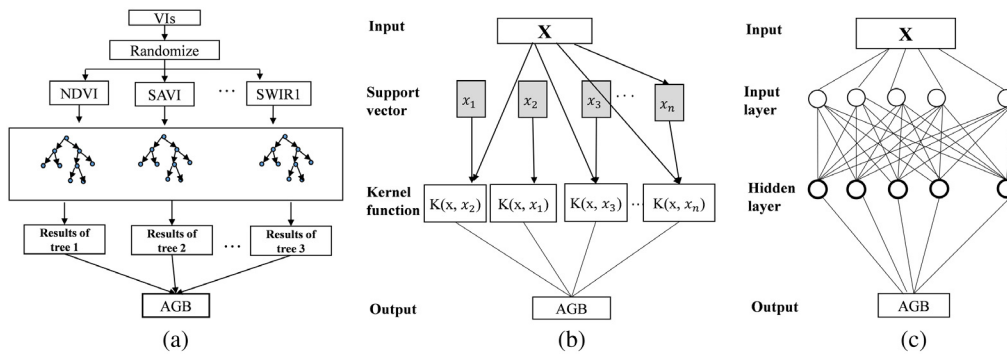 VIs
Randomize
NDVI
SAVI
...
SWIR1
Results of
tree 1
Results of
tree 2
...
Results of
tree 3
AGB
(a)
Input
X
Support
vector
x₁
x₂
x₃
...
xₙ
Kernel
function
K(x, x₂)
K(x, x₁)
K(x, x₃)
...
K(x, xₙ)
Output
AGB
(b)
Input
X
Input
layer
Hidden
layer
Output
AGB
(c)